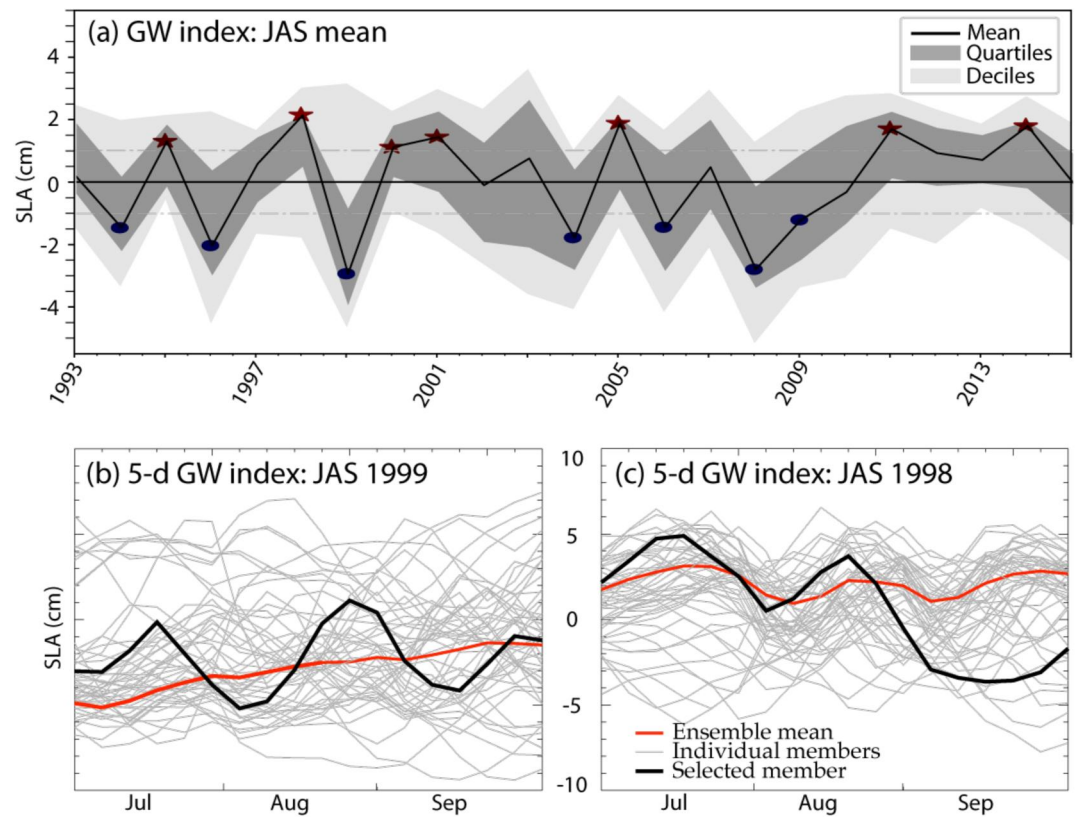 (a) GW index: JAS mean
Mean
Quartiles
Deciles
SLA (cm)
4
2
0
-2
-4
1993
1997
2001
2005
2009
2013
(b) 5-d GW index: JAS 1999
(c) 5-d GW index: JAS 1998
SLA (cm)
10
5
0
-5
-10
Ensemble mean
Individual members
Selected member
Jul
Aug
Sep
Jul
Aug
Sep